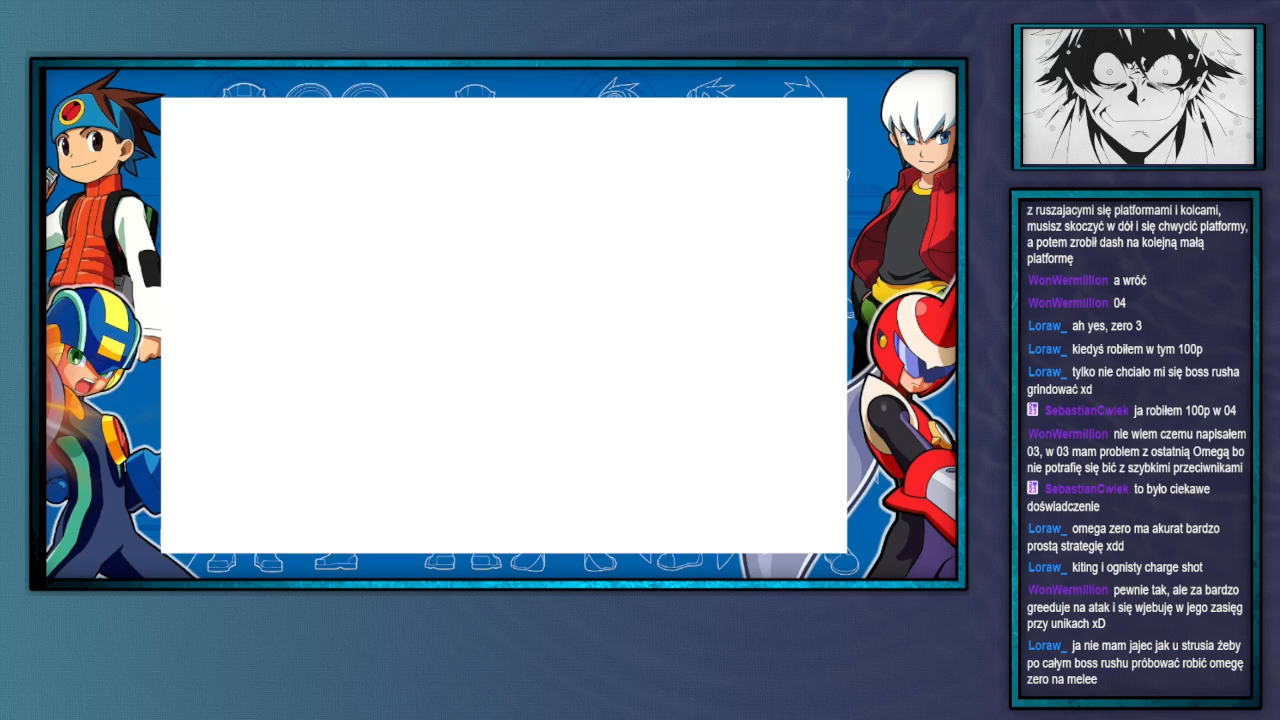 z ruszajacymi się platformami i kolcami,
musisz skoczyć w dół i się chwycić platformy,
a potem zrobił dash na kolejną małą
platformę
WonWermillion a wróć
WonWermillion 04
Loraw_ ah yes, zero 3
Loraw_ kiedyś robiłem w tym 100p
Loraw_ tylko nie chciało mi się boss rusha
grindować xd
SebastianCwiek ja robiłem 100p w 04
WonWermillion nie wiem czemu napisałem
03, w 03 mam problem z ostatnią Omegą bo
nie potrafię się bić z szybkimi przeciwnikami
SebastianCwiek to było ciekawe
doświadczenie
Loraw_ omega zero ma akurat bardzo
prostą strategię xdd
Loraw_ kiting i ognisty charge shot
WonWermillion pewnie tak, ale za bardzo
greeduje na atak i się wjebuję w jego zasięg
przy unikach xD
Loraw_ ja nie mam jajec jak u strusia żeby
po całym boss rushu próbować robić omegę
zero na melee